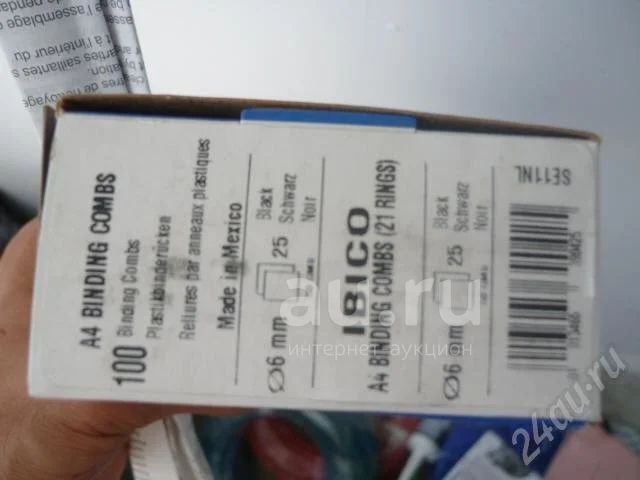 A4 BINDING COMBS
100 Binding Combs
Plastikbinderücken
Reliures par anneaux plastiques
Made in Mexico
Ø6 mm 25 Black
Schwarz
Noir
IBICO
A4 BINDING COMBS (21 RINGS)
Ø6 mm 25 Black
Schwarz
Noir
SE11NL
au.ru
интернет-аукцион
24au.ru